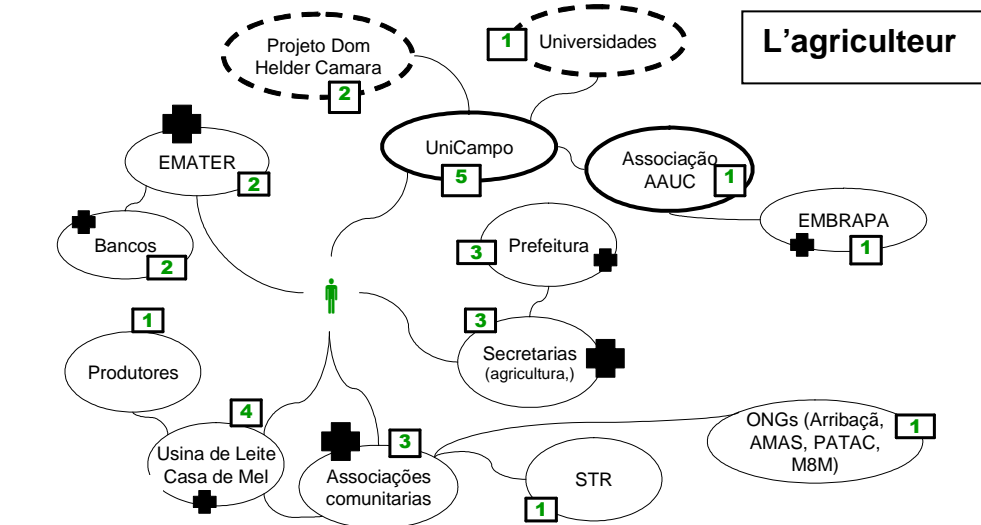 L'agriculteur
Projeto Dom
Helder Camara
2
1
Universidades
UniCampo
5
EMATER
2
Associação
AAUC
1
Bancos
2
Prefeitura
3
EMBRAPA
1
3
Secretarias
(agricultura,)
1
Produtores
4
Usina de Leite
Casa de Mel
3
Associações
comunitarias
STR
1
ONGs (Arribaçã,
AMAS, PATAC,
M8M)
1